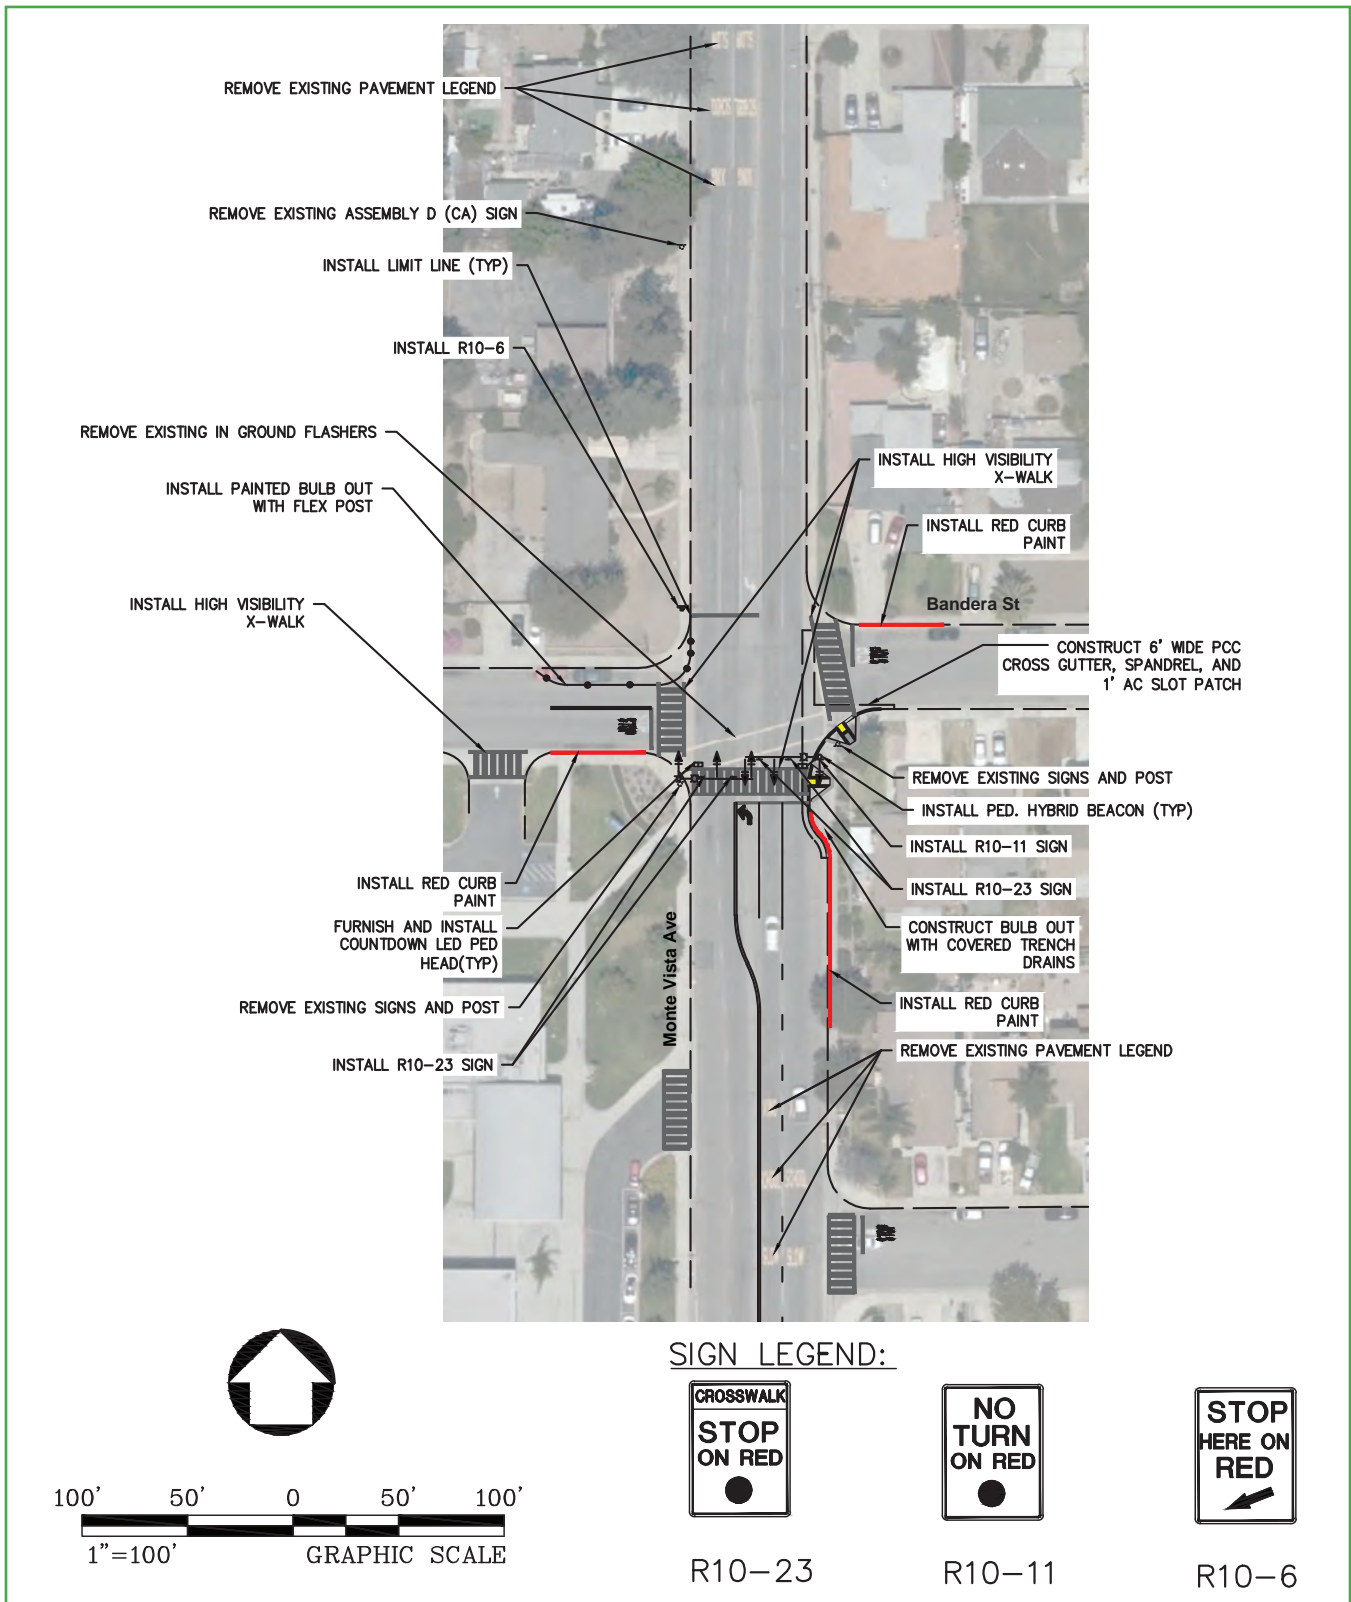 REMOVE EXISTING PAVEMENT LEGEND
REMOVE EXISTING ASSEMBLY D (CA) SIGN
INSTALL LIMIT LINE (TYP)
INSTALL R10-6
REMOVE EXISTING IN GROUND FLASHERS
INSTALL PAINTED BULB OUT
WITH FLEX POST
INSTALL HIGH VISIBILITY
X-WALK
INSTALL HIGH VISIBILITY
X-WALK
INSTALL RED CURB
PAINT
Bandera St
CONSTRUCT 6' WIDE PCC
CROSS GUTTER, SPANDREL, AND
1' AC SLOT PATCH
REMOVE EXISTING SIGNS AND POST
INSTALL PED. HYBRID BEACON (TYP)
INSTALL R10-11 SIGN
INSTALL R10-23 SIGN
CONSTRUCT BULB OUT
WITH COVERED TRENCH
DRAINS
INSTALL RED CURB
PAINT
REMOVE EXISTING PAVEMENT LEGEND
INSTALL RED CURB
PAINT
FURNISH AND INSTALL
COUNTDOWN LED PED
HEAD(TYP)
REMOVE EXISTING SIGNS AND POST
INSTALL R10-23 SIGN
Monte Vista Ave
SLOW SLOW
SIGN LEGEND:
CROSSWALK
STOP
ON RED
R10-23
NO
TURN
ON RED
R10-11
STOP
HERE ON
RED
R10-6
100' 50' 0 50' 100'
1"=100' GRAPHIC SCALE